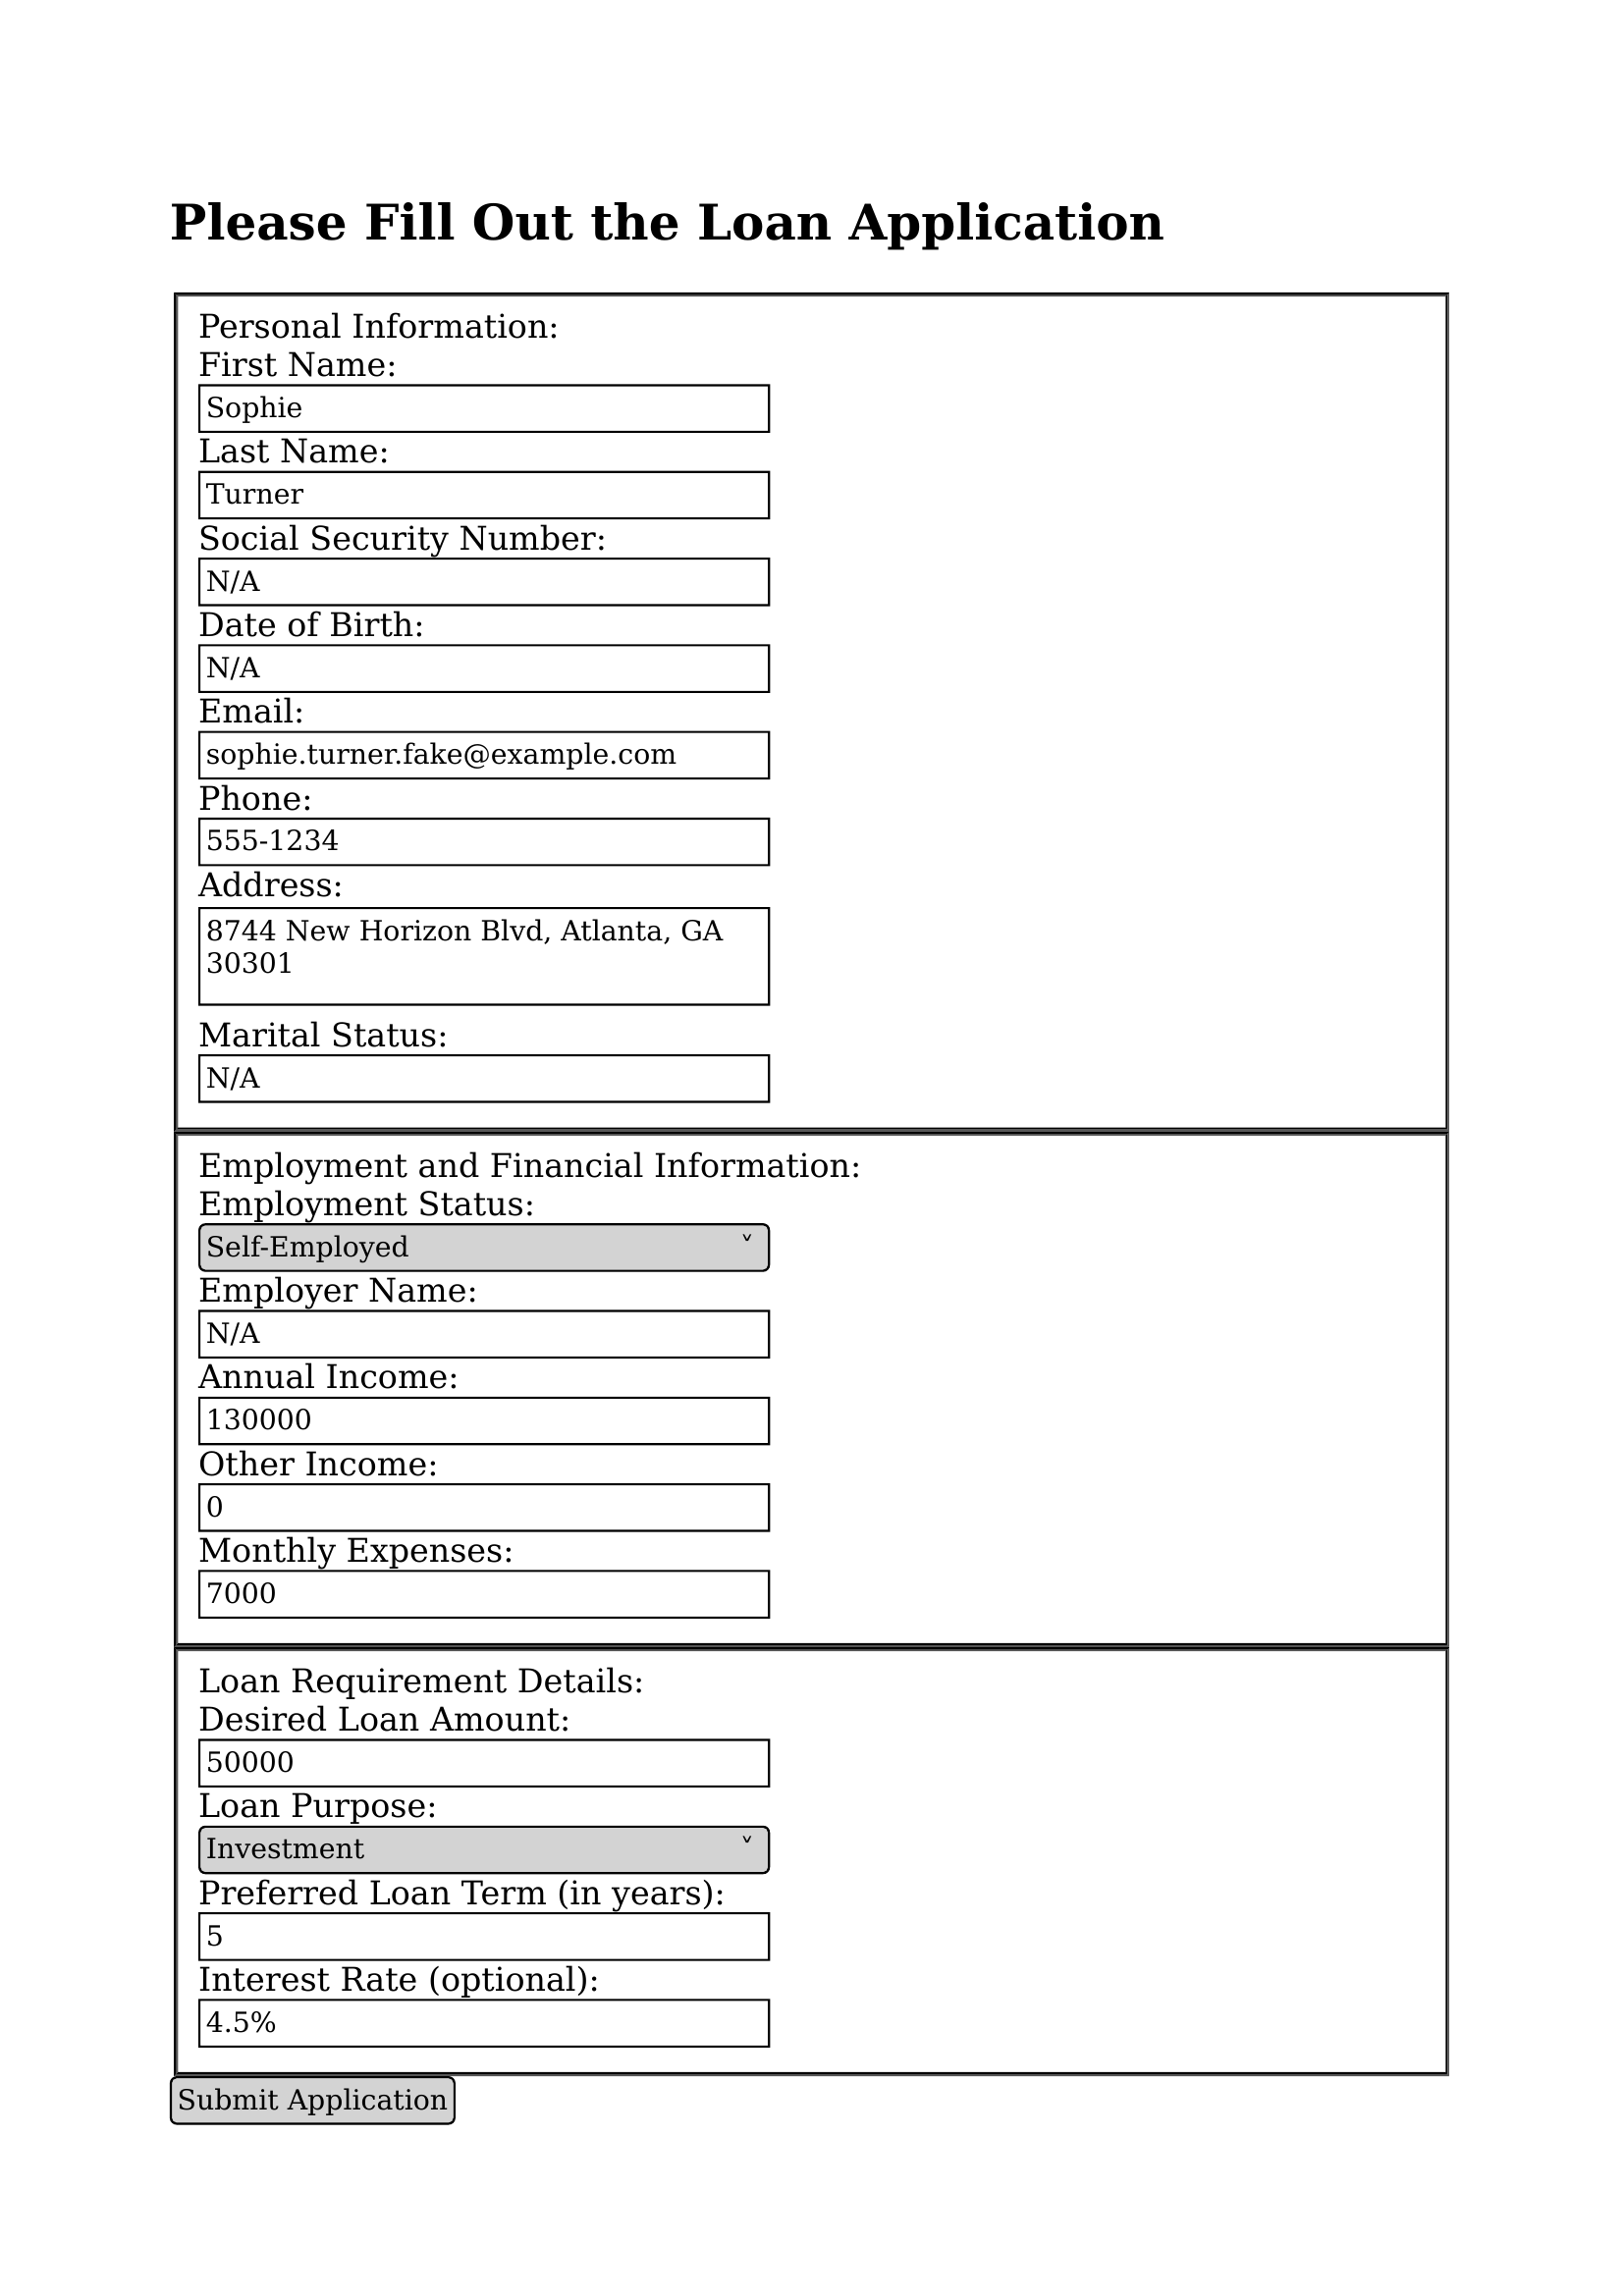 Please Fill Out the Loan Application
Personal Information:
First Name:
Sophie
Last Name:
Turner
Social Security Number:
N/A
Date of Birth:
N/A
Email:
sophie.turner.fake@example.com
Phone:
555-1234
Address:
8744 New Horizon Blvd, Atlanta, GA
30301
Marital Status:
N/A
Employment and Financial Information:
Employment Status:
Self-Employed
Employer Name:
N/A
Annual Income:
130000
Other Income:
0
Monthly Expenses:
7000
Loan Requirement Details:
Desired Loan Amount:
50000
Loan Purpose:
Investment
Preferred Loan Term (in years):
5
Interest Rate (optional):
4.5%
Submit Application